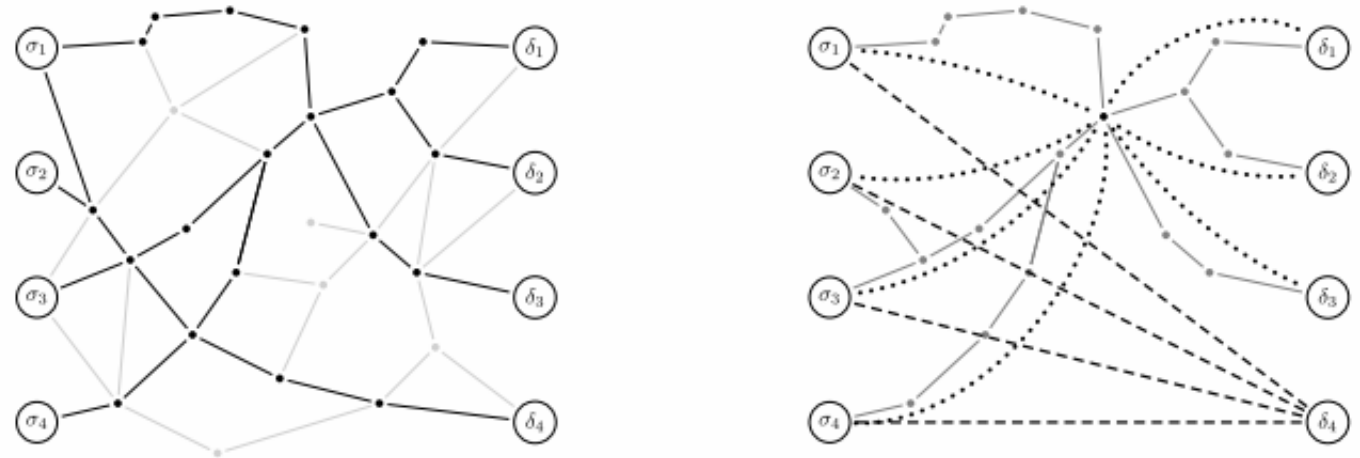 σ₁ δ₁ σ₁ δ₁
σ₂ δ₂ σ₂ δ₂
σ₃ δ₃ σ₃ δ₃
σ₄ δ₄ σ₄ δ₄